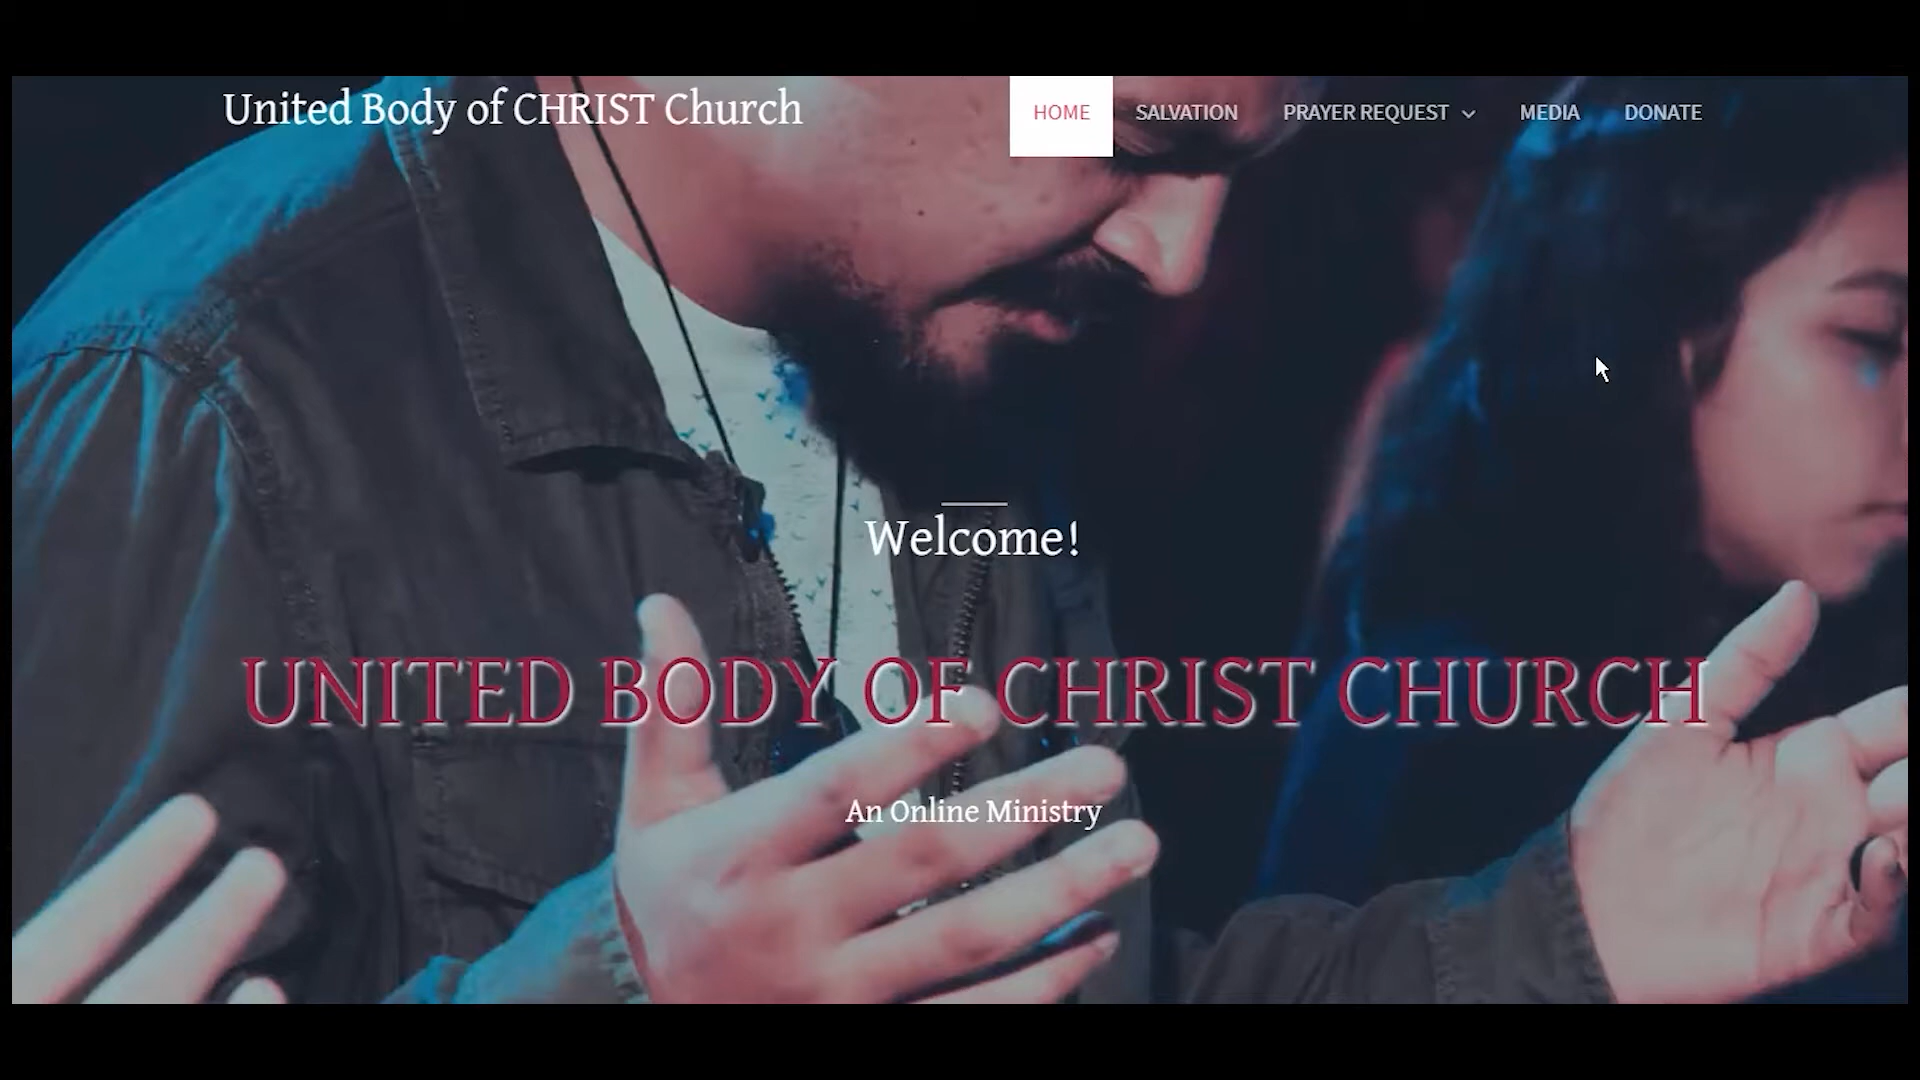 United Body of CHRIST Church
HOME SALVATION PRAYER REQUEST MEDIA DONATE
Welcome!
UNITED BODY OF CHRIST CHURCH
An Online Ministry